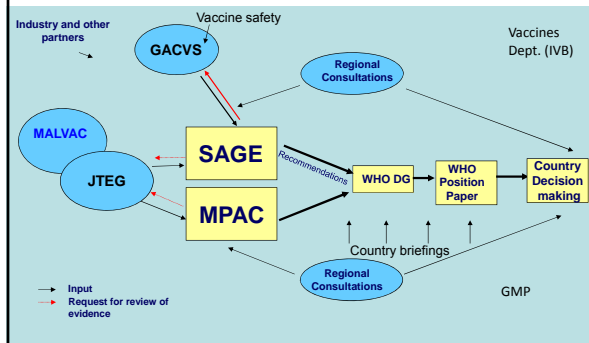 Industry and other
partners
Vaccine safety
GACVS
Vaccines
Dept. (IVB)
Regional
Consultations
MALVAC
JTEG
SAGE
MPAC
Recommendations
WHO DG
WHO
Position
Paper
Country
Decision
making
Country briefings
Regional
Consultations
GMP
Input
Request for review of
evidence